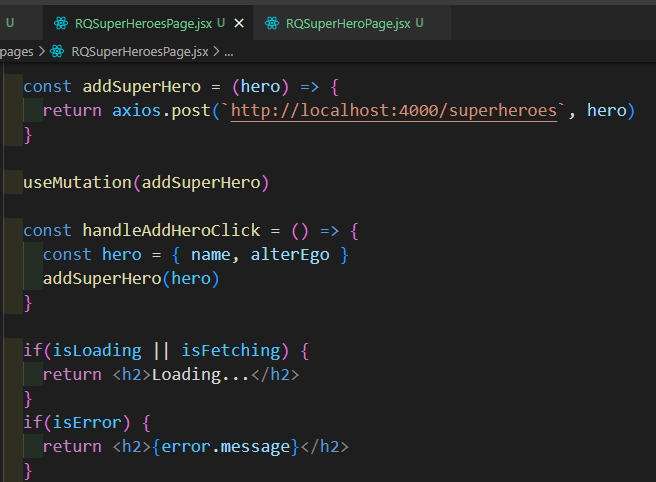 U RQSuperHeroesPage.jsx U × RQSuperHeroPage.jsx U
pages > RQSuperHeroesPage.jsx > ...
const addSuperHero = (hero) => {
return axios.post(`http://localhost:4000/superheroes`, hero)
}
useMutation(addSuperHero)
const handleAddHeroClick = () => {
const hero = { name, alterEgo }
addSuperHero(hero)
}
if(isLoading || isFetching) {
return <h2>Loading...</h2>
}
if(isError) {
return <h2>{error.message}</h2>
}